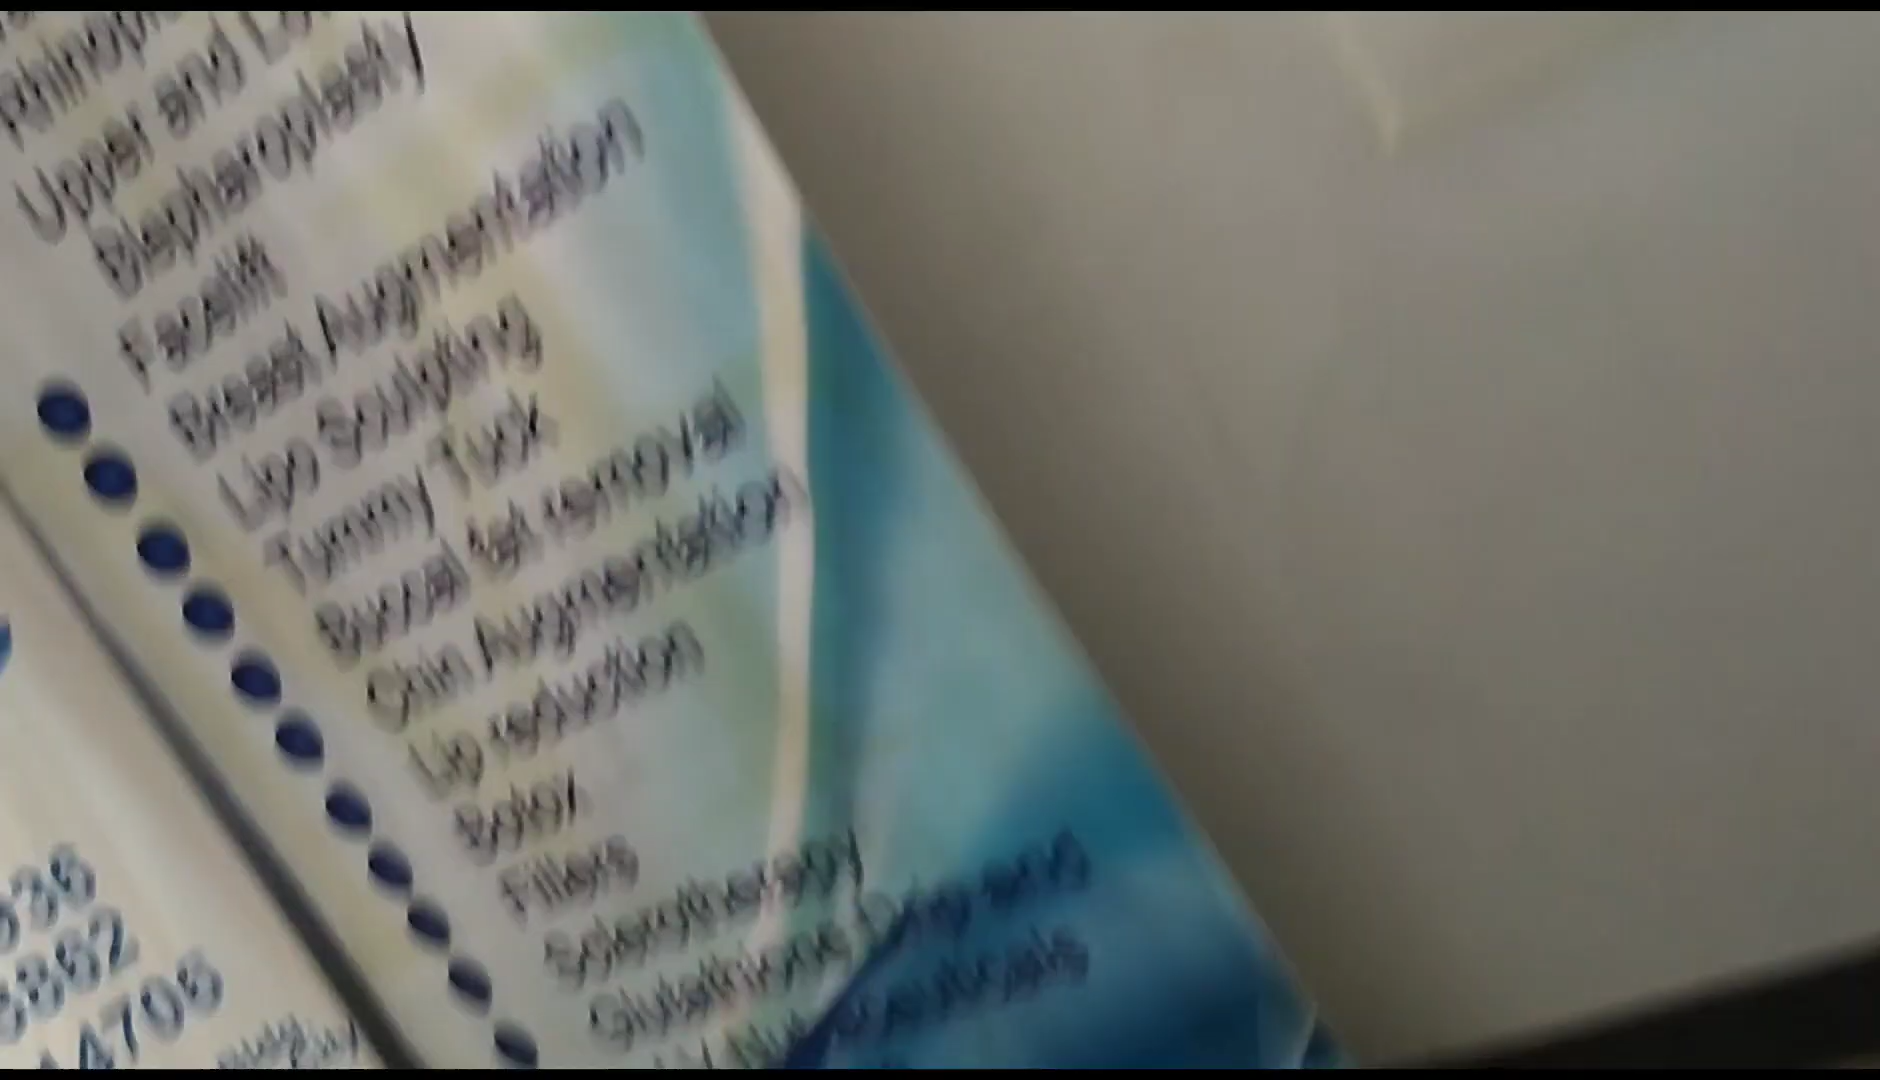 Upper and
Blepharoplasty
Facelift
Breast Augmentation
Lipo Sculpting
Tummy Tuck
Buccal fat removal
Chin Augmentation
Lip reduction
Botox
Fillers
Sclerotherapy
Glutathione Drip and